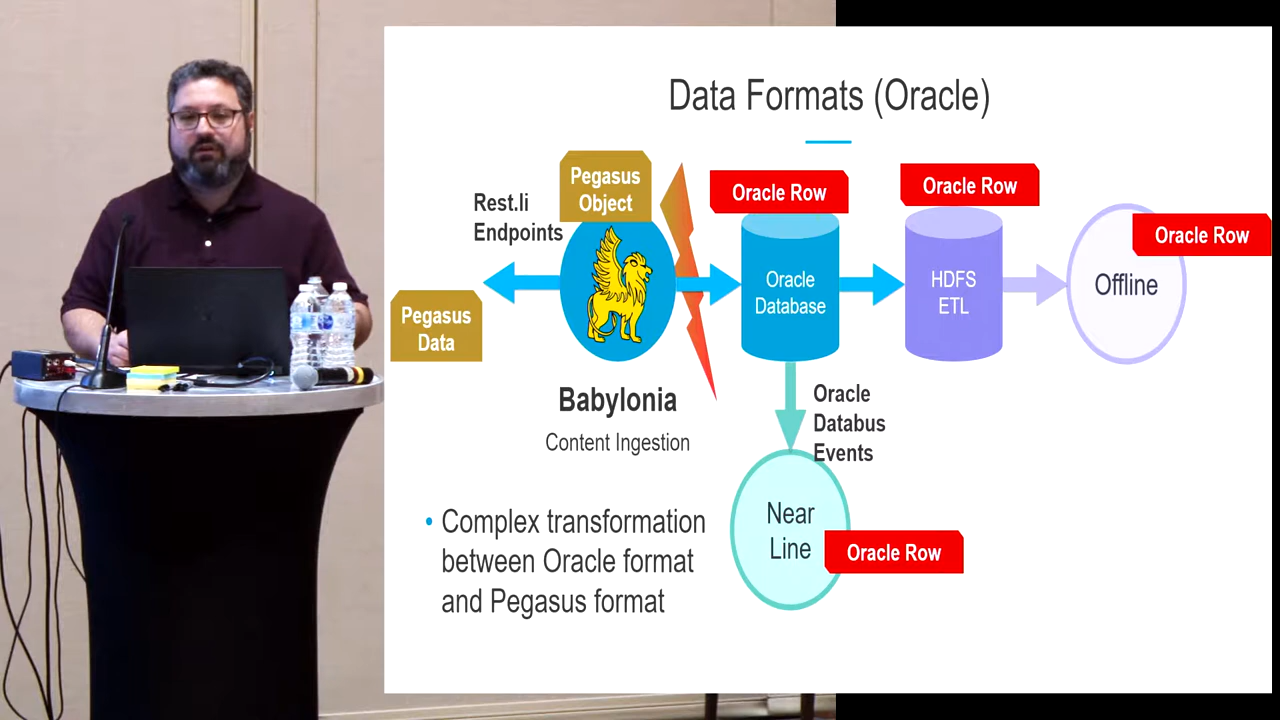 Data Formats (Oracle)
Rest.li
Endpoints
Pegasus
Object
Oracle Row
Oracle Row
Oracle Row
Pegasus
Data
Oracle
Database
HDFS
ETL
Offline
Babylonia
Content Ingestion
Oracle
Databus
Events
Near
Line
Oracle Row
• Complex transformation
between Oracle format
and Pegasus format